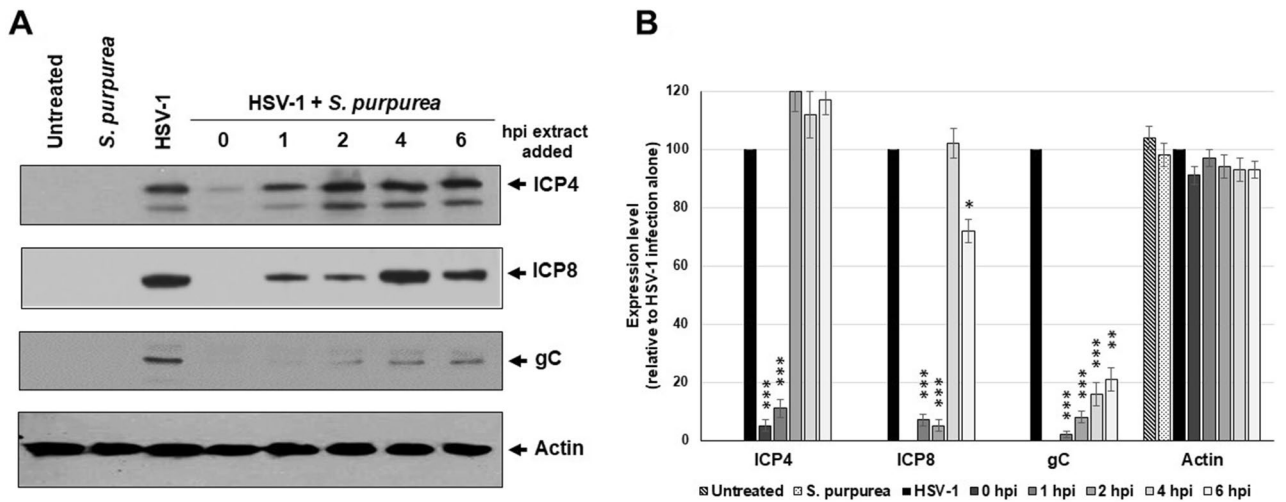 A
Untreated
S. purpurea
HSV-1
HSV-1 + S. purpurea
0 1 2 4 6
hpi extract
added
ICP4
ICP8
gC
Actin
B
Expression level
(relative to HSV-1 infection alone)
120
100
80
60
40
20
0
***
***
***
***
*
***
***
***
**
ICP4 ICP8 gC Actin
Untreated S. purpurea HSV-1 0 hpi 1 hpi 2 hpi 4 hpi 6 hpi